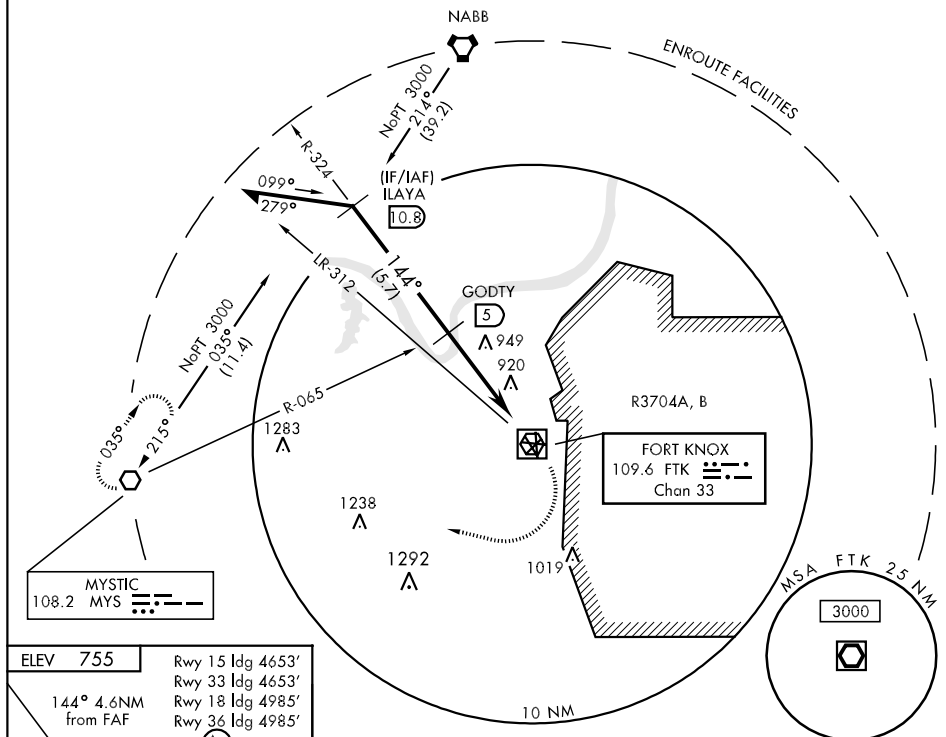 NABB
ENROUTE FACILITIES
NoPT 3000
214°
(39.2)
R-324
(IF/IAF)
ILAYA
10.8
099°
279°
LR-312
144°
(5.7)
GODTY
5
949
920
NoPT 3000
035°
(11.4)
R-065
R3704A, B
1283
035°
215°
FORT KNOX
109.6 FTK
Chan 33
1238
1292
1019
MYSTIC
108.2 MYS
MSA FTK 25 NM
3000
10 NM
ELEV 755
144° 4.6NM
from FAF
Rwy 15 ldg 4653'
Rwy 33 ldg 4653'
Rwy 18 ldg 4985'
Rwy 36 ldg 4985'